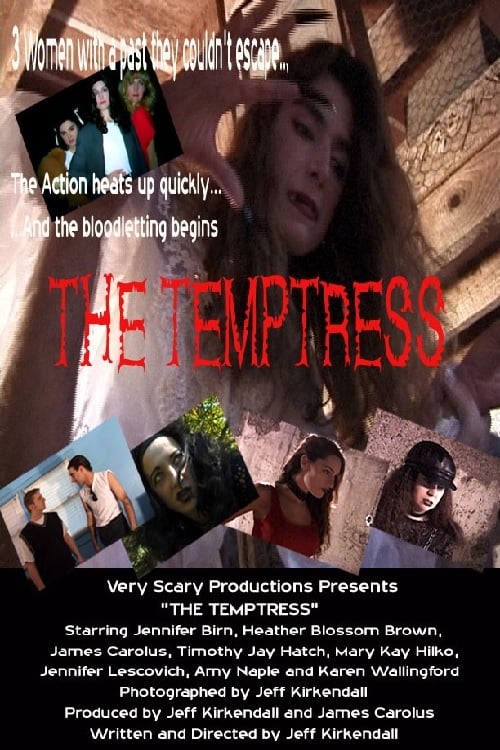 3 Women with a past they couldn't escape...
The Action heats up quickly...
...And the bloodletting begins
THE TEMPTRESS
Very Scary Productions Presents
"THE TEMPTRESS"
Starring Jennifer Birn, Heather Blossom Brown,
James Carolus, Timothy Jay Hatch, Mary Kay Hilko,
Jennifer Lescovich, Amy Naple and Karen Wallingford
Photographed by Jeff Kirkendall
Produced by Jeff Kirkendall and James Carolus
Written and Directed by Jeff Kirkendall